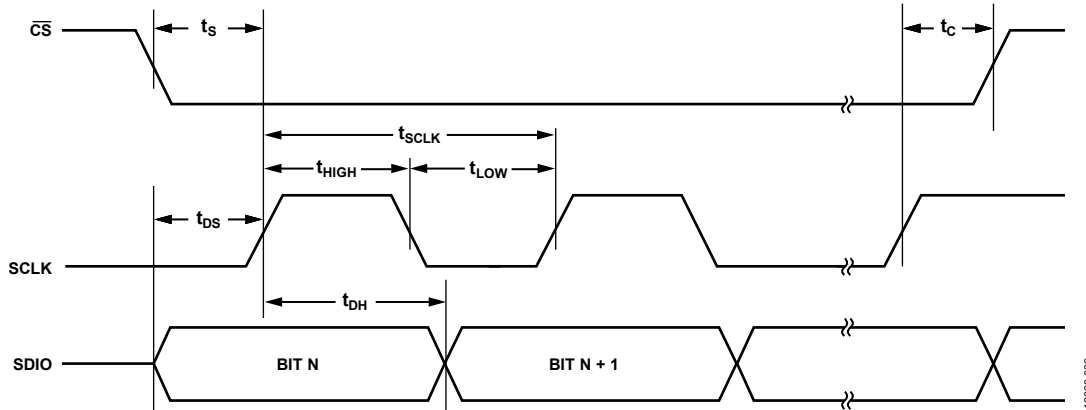 CS tS tC
tSCLK
tHIGH tLOW
tDS
SCLK
tDH
SDIO BIT N BIT N + 1